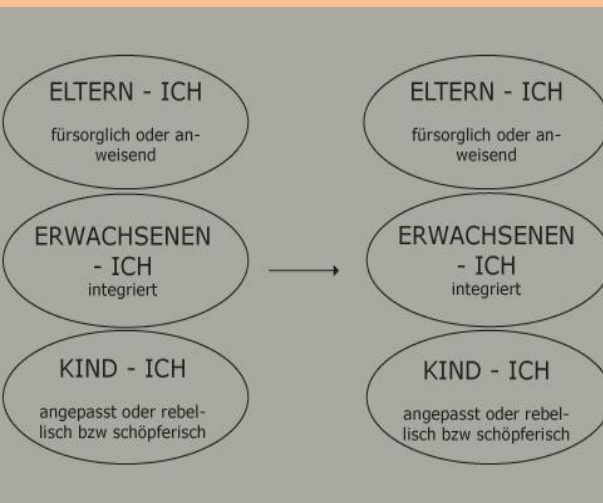 ELTERN - ICH
fürsorglich oder an-
weisend
ERWACHSENEN
- ICH
integriert
KIND - ICH
angepasst oder rebel-
lisch bzw schöpferisch
ELTERN - ICH
fürsorglich oder an-
weisend
ERWACHSENEN
- ICH
integriert
KIND - ICH
angepasst oder rebel-
lisch bzw schöpferisch